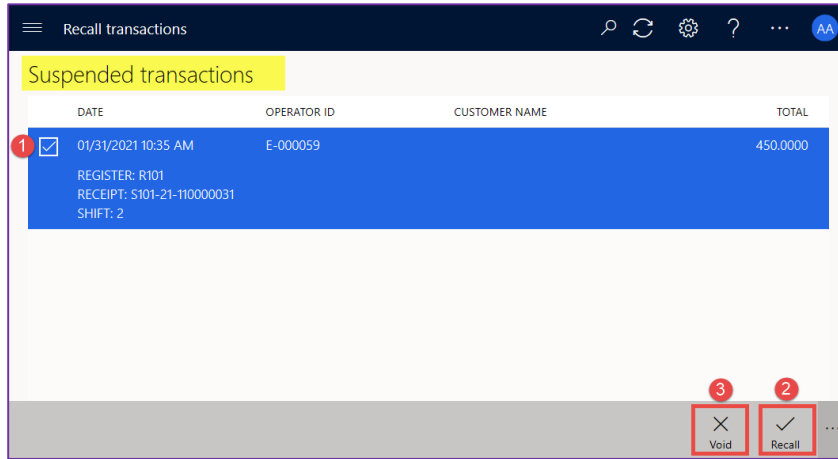 Recall transactions
? ... AA
Suspended transactions
DATE OPERATOR ID CUSTOMER NAME TOTAL
1 01/31/2021 10:35 AM E-000059 450.0000
REGISTER: R101
RECEIPT: S101-21-110000031
SHIFT: 2
3 2
Void Recall ...